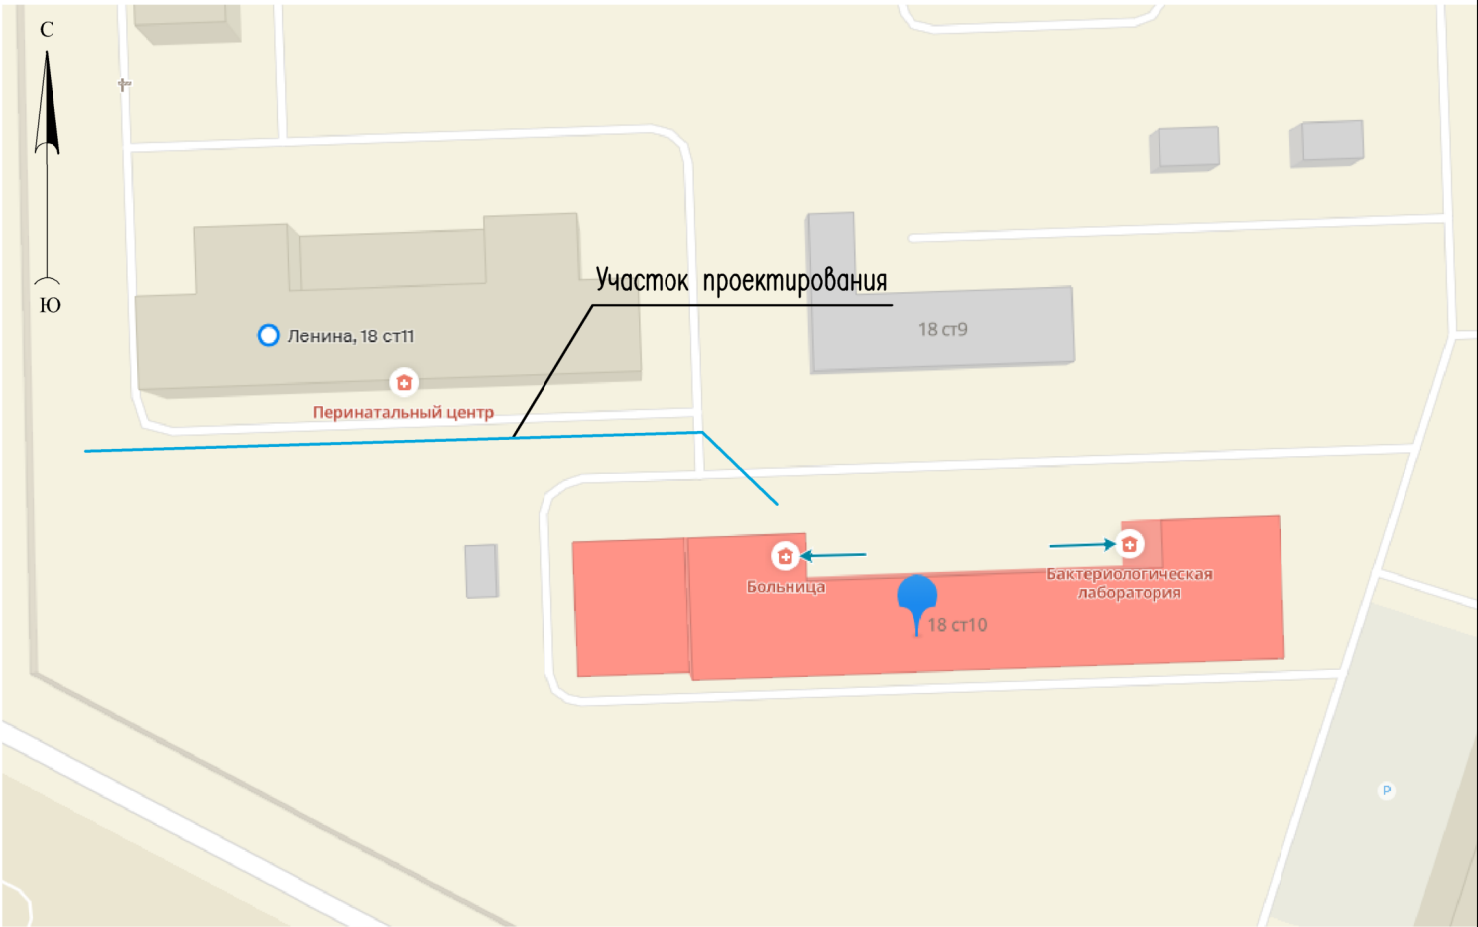 С
Ю
Участок проектирования
Ленина, 18 ст11
18 ст9
Перинатальный центр
Больница
Бактериологическая
лаборатория
18 ст10
P